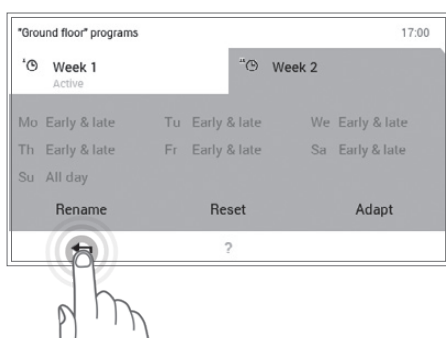 "Ground floor" programs 17:00
Week 1 Week 2
Active
Mo Early & late Tu Early & late We Early & late
Th Early & late Fr Early & late Sa Early & late
Su All day
Rename Reset Adapt
?